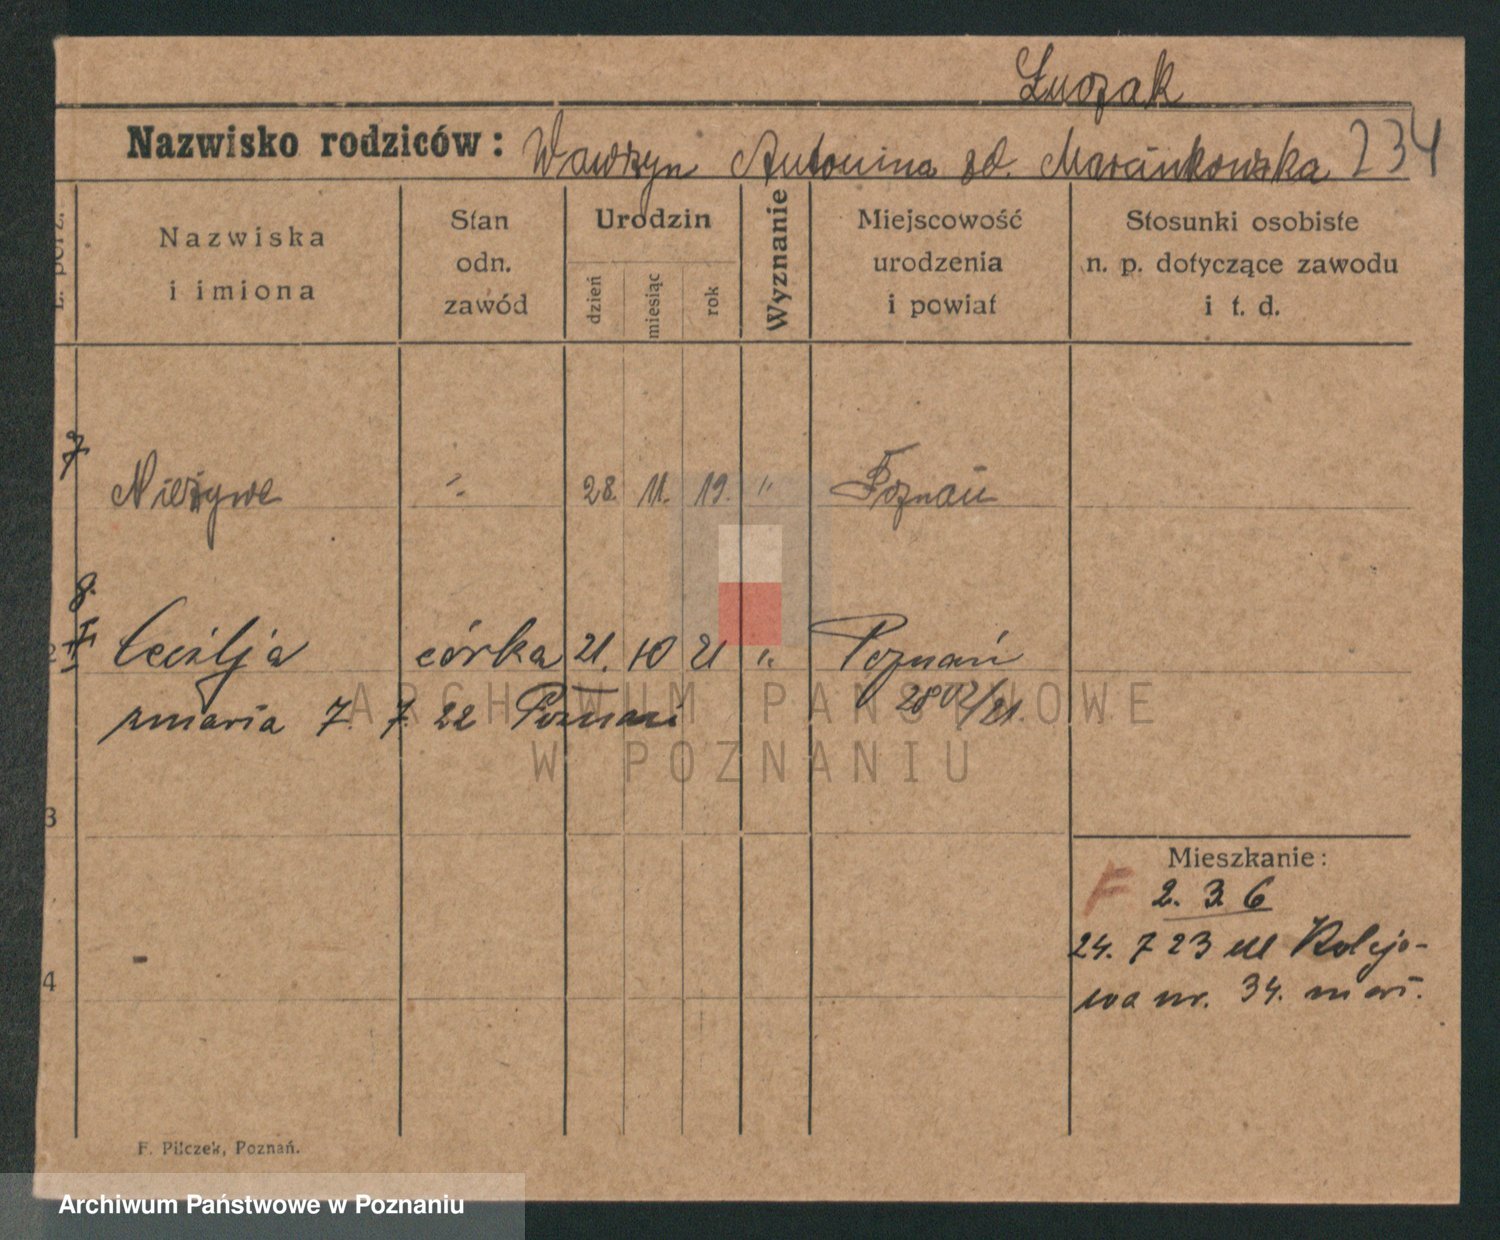 Łuczak
Nazwisko rodziców: Wawrzyn Antonina zd. Marcinkowska 234
L. porz.
Nazwiska
i imiona
Stan
odn.
zawód
Urodzin
dzień
miesiąc
rok
Wyznanie
Miejscowość
urodzenia
i powiat
Stosunki osobiste
n. p. dotyczące zawodu
i t. d.
7
Nieżywe " 28. 11. 19. " Poznań
8.
2 Cecilja córka 21. 10 21 " Poznań
zmarła 7. 7. 22 Poznań
3
Mieszkanie:
F 2. 3. 6
24. 7 23 ul Kolejo-
wa nr. 34.
4
F. Pilczek, Poznań.
ARCHIWUM PAŃSTWOWE
W POZNANIU
Archiwum Państwowe w Poznaniu